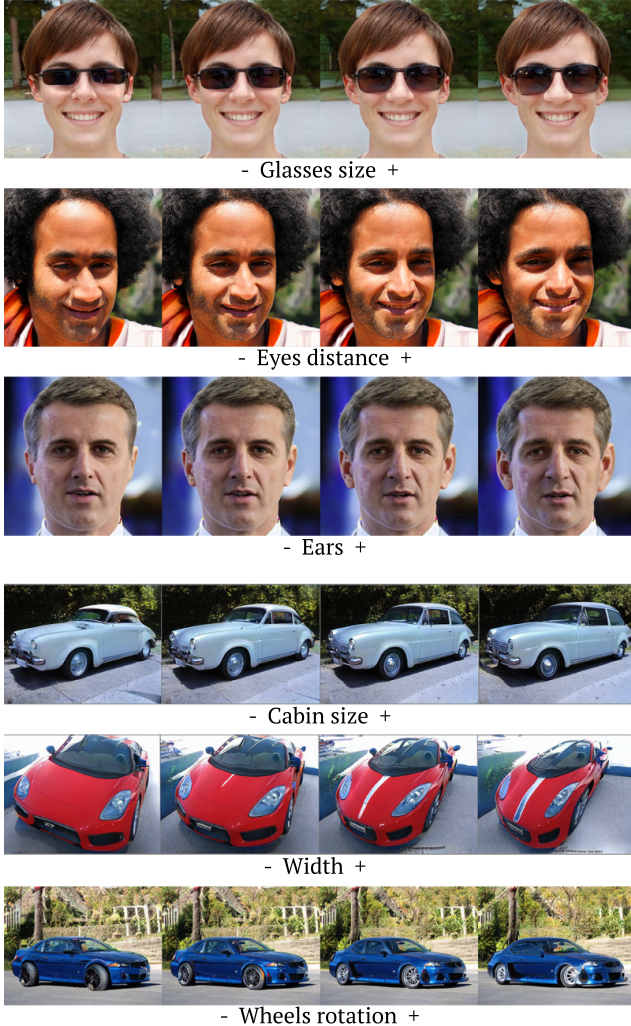 - Glasses size +
- Eyes distance +
- Ears +
- Cabin size +
- Width +
- Wheels rotation +